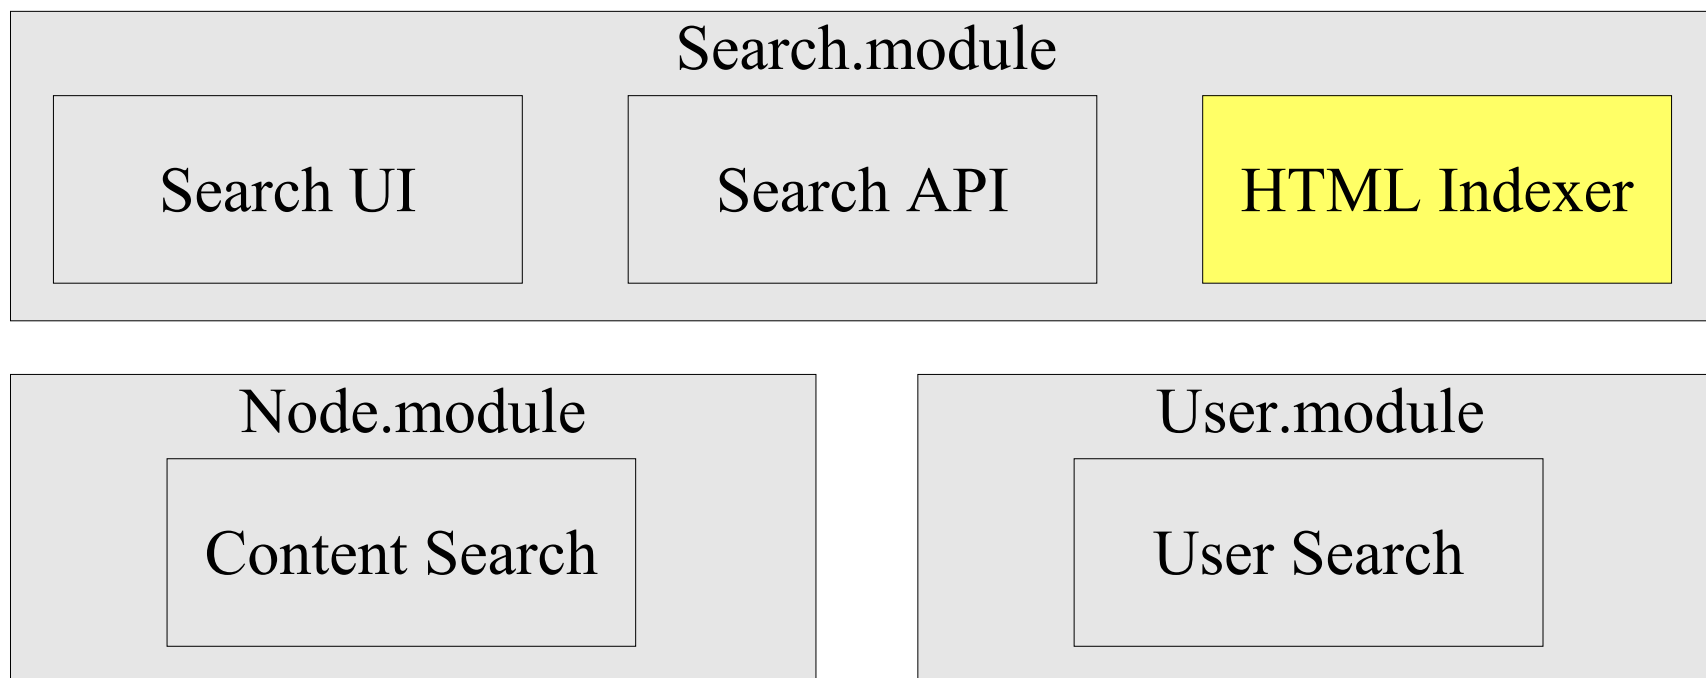 Search.module
Search UI
Search API
HTML Indexer
Node.module
User.module
Content Search
User Search